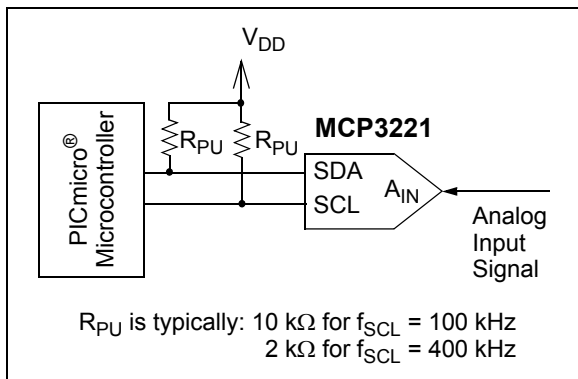 V_DD
R_PU
R_PU
MCP3221
PICmicro®
Microcontroller
SDA
SCL
A_IN
Analog
Input
Signal
R_PU is typically: 10 kΩ for f_SCL = 100 kHz
2 kΩ for f_SCL = 400 kHz